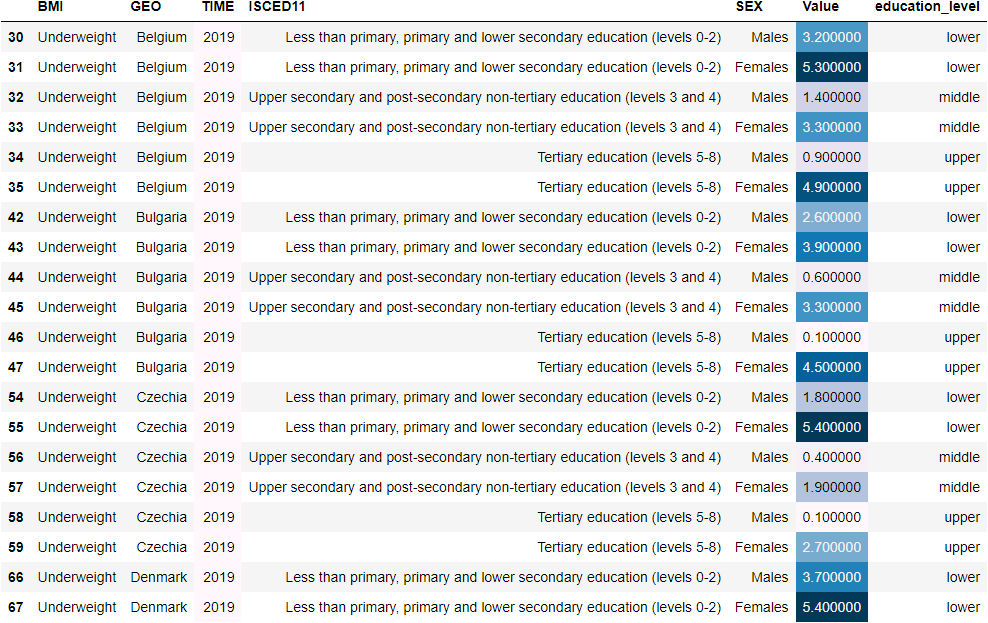 BMI GEO TIME ISCED11 SEX Value education_level
30 Underweight Belgium 2019 Less than primary, primary and lower secondary education (levels 0-2) Males 3.200000 lower
31 Underweight Belgium 2019 Less than primary, primary and lower secondary education (levels 0-2) Females 5.300000 lower
32 Underweight Belgium 2019 Upper secondary and post-secondary non-tertiary education (levels 3 and 4) Males 1.400000 middle
33 Underweight Belgium 2019 Upper secondary and post-secondary non-tertiary education (levels 3 and 4) Females 3.300000 middle
34 Underweight Belgium 2019 Tertiary education (levels 5-8) Males 0.900000 upper
35 Underweight Belgium 2019 Tertiary education (levels 5-8) Females 4.900000 upper
42 Underweight Bulgaria 2019 Less than primary, primary and lower secondary education (levels 0-2) Males 2.600000 lower
43 Underweight Bulgaria 2019 Less than primary, primary and lower secondary education (levels 0-2) Females 3.900000 lower
44 Underweight Bulgaria 2019 Upper secondary and post-secondary non-tertiary education (levels 3 and 4) Males 0.600000 middle
45 Underweight Bulgaria 2019 Upper secondary and post-secondary non-tertiary education (levels 3 and 4) Females 3.300000 middle
46 Underweight Bulgaria 2019 Tertiary education (levels 5-8) Males 0.100000 upper
47 Underweight Bulgaria 2019 Tertiary education (levels 5-8) Females 4.500000 upper
54 Underweight Czechia 2019 Less than primary, primary and lower secondary education (levels 0-2) Males 1.800000 lower
55 Underweight Czechia 2019 Less than primary, primary and lower secondary education (levels 0-2) Females 5.400000 lower
56 Underweight Czechia 2019 Upper secondary and post-secondary non-tertiary education (levels 3 and 4) Males 0.400000 middle
57 Underweight Czechia 2019 Upper secondary and post-secondary non-tertiary education (levels 3 and 4) Females 1.900000 middle
58 Underweight Czechia 2019 Tertiary education (levels 5-8) Males 0.100000 upper
59 Underweight Czechia 2019 Tertiary education (levels 5-8) Females 2.700000 upper
66 Underweight Denmark 2019 Less than primary, primary and lower secondary education (levels 0-2) Males 3.700000 lower
67 Underweight Denmark 2019 Less than primary, primary and lower secondary education (levels 0-2) Females 5.400000 lower